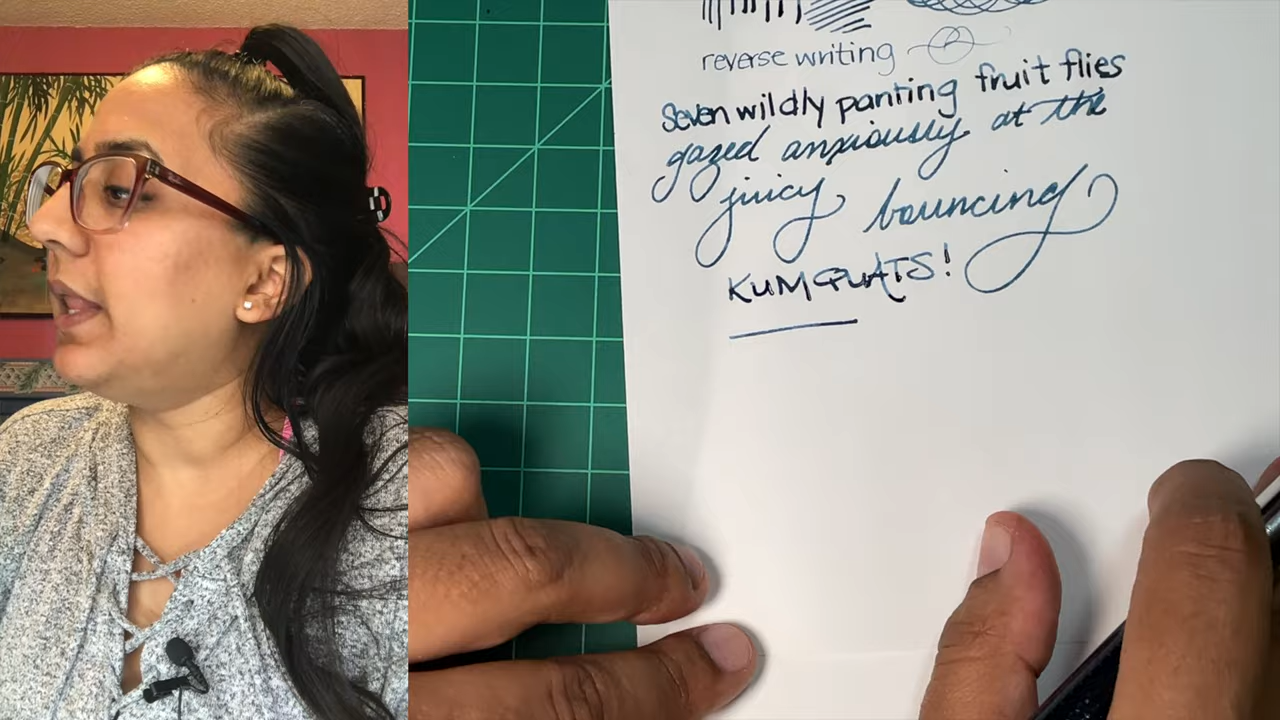 reverse writing
Seven wildly panting fruit flies
gazed anxiously at the
juicy bouncing
KUMQUATS!